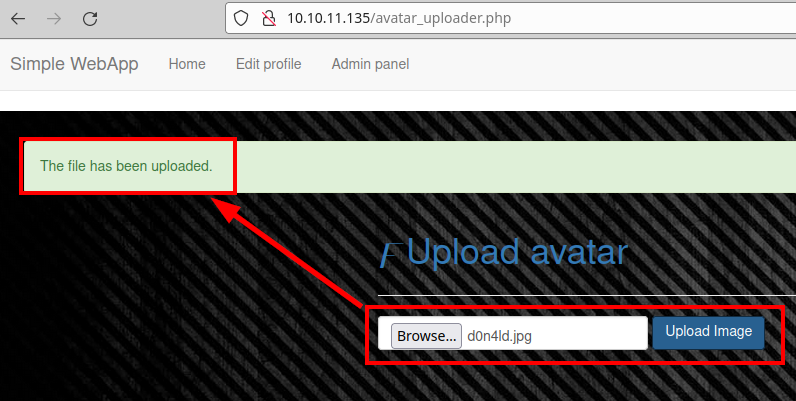 10.10.11.135/avatar_uploader.php
Simple WebApp Home Edit profile Admin panel
The file has been uploaded.
Upload avatar
Browse... d0n4ld.jpg Upload Image